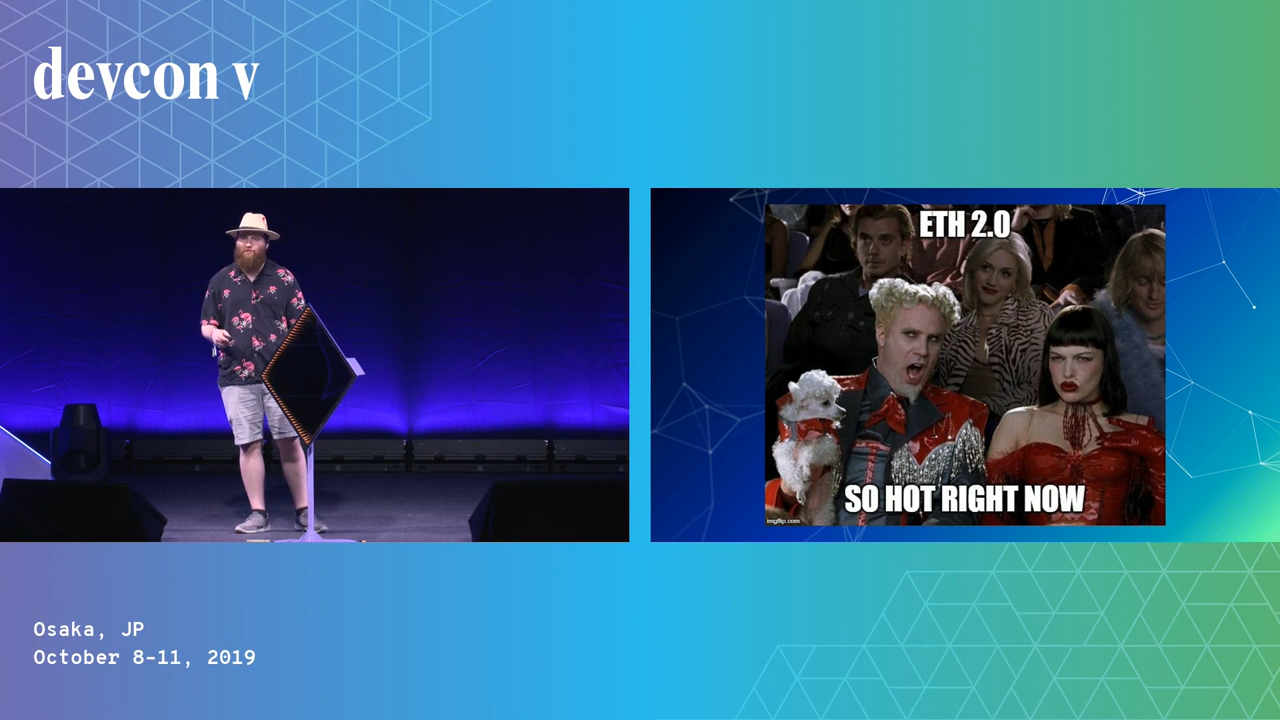 devcon v
ETH 2.0
SO HOT RIGHT NOW
imgflip.com
Osaka, JP
October 8-11, 2019